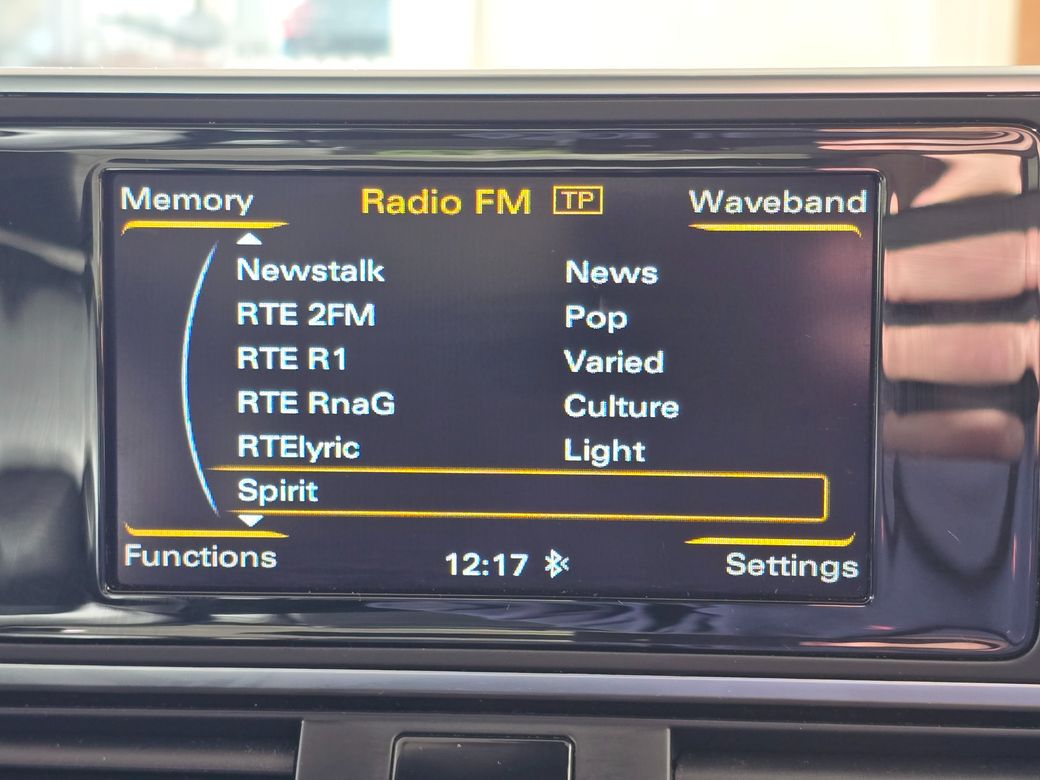 Memory Radio FM TP Waveband
Newstalk News
RTE 2FM Pop
RTE R1 Varied
RTE RnaG Culture
RTElyric Light
Spirit
Functions 12:17 Settings